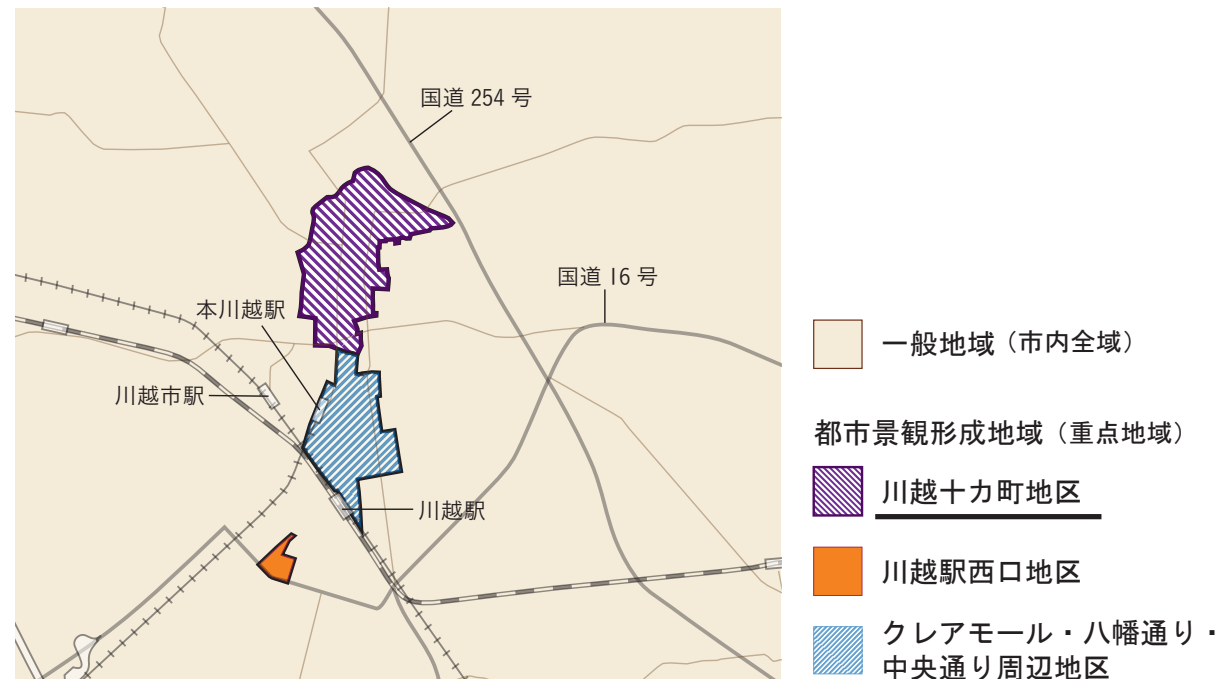 国道 254 号
国道 16 号
本川越駅
川越市駅
川越駅
一般地域（市内全域）
都市景観形成地域（重点地域）
川越十カ町地区
川越駅西口地区
クレアモール・八幡通り・
中央通り周辺地区